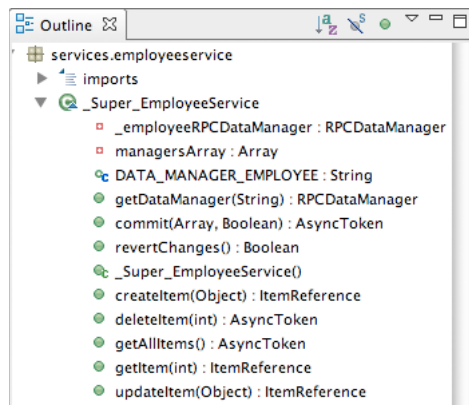 Outline
services.employeeservice
imports
_Super_EmployeeService
_employeeRPCDataManager : RPCDataManager
managersArray : Array
DATA_MANAGER_EMPLOYEE : String
getDataManager(String) : RPCDataManager
commit(Array, Boolean) : AsyncToken
revertChanges() : Boolean
_Super_EmployeeService()
createItem(Object) : ItemReference
deleteItem(int) : AsyncToken
getAllItems() : AsyncToken
getItem(int) : ItemReference
updateItem(Object) : ItemReference